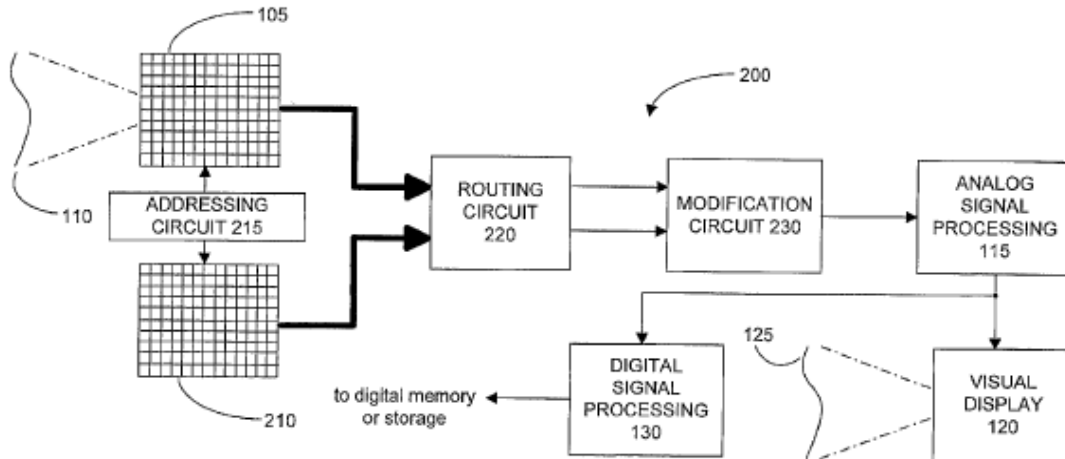 105
200
110
ADDRESSING
CIRCUIT 215
ROUTING
CIRCUIT
220
MODIFICATION
CIRCUIT 230
ANALOG
SIGNAL
PROCESSING
115
210
to digital memory
or storage
DIGITAL
SIGNAL
PROCESSING
130
125
VISUAL
DISPLAY
120